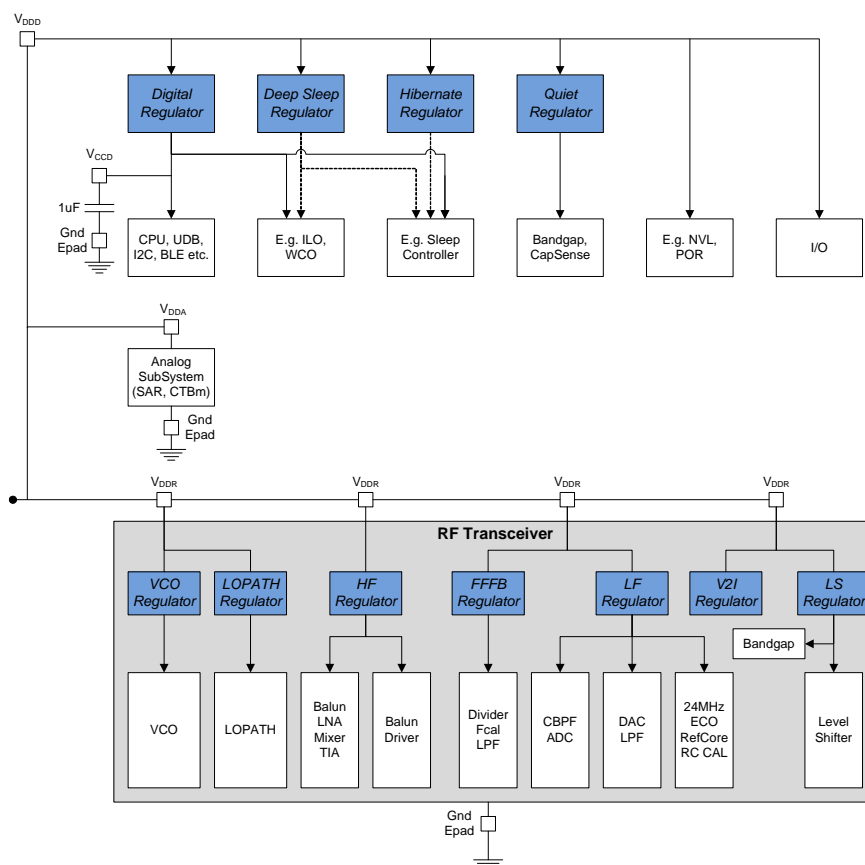 VDDD
Digital
Regulator
Deep Sleep
Regulator
Hibernate
Regulator
Quiet
Regulator
VCCD
1uF
Gnd
Epad
CPU, UDB,
I2C, BLE etc.
E.g. ILO,
WCO
E.g. Sleep
Controller
Bandgap,
CapSense
E.g. NVL,
POR
I/O
VDDA
Analog
SubSystem
(SAR, CTBm)
Gnd
Epad
VDDR
VDDR
VDDR
VDDR
RF Transceiver
VCO
Regulator
LOPATH
Regulator
HF
Regulator
FFFB
Regulator
LF
Regulator
V2I
Regulator
LS
Regulator
Bandgap
VCO
LOPATH
Balun
LNA
Mixer
TIA
Balun
Driver
Divider
Fcal
LPF
CBPF
ADC
DAC
LPF
24MHz
ECO
RefCore
RC CAL
Level
Shifter
Gnd
Epad